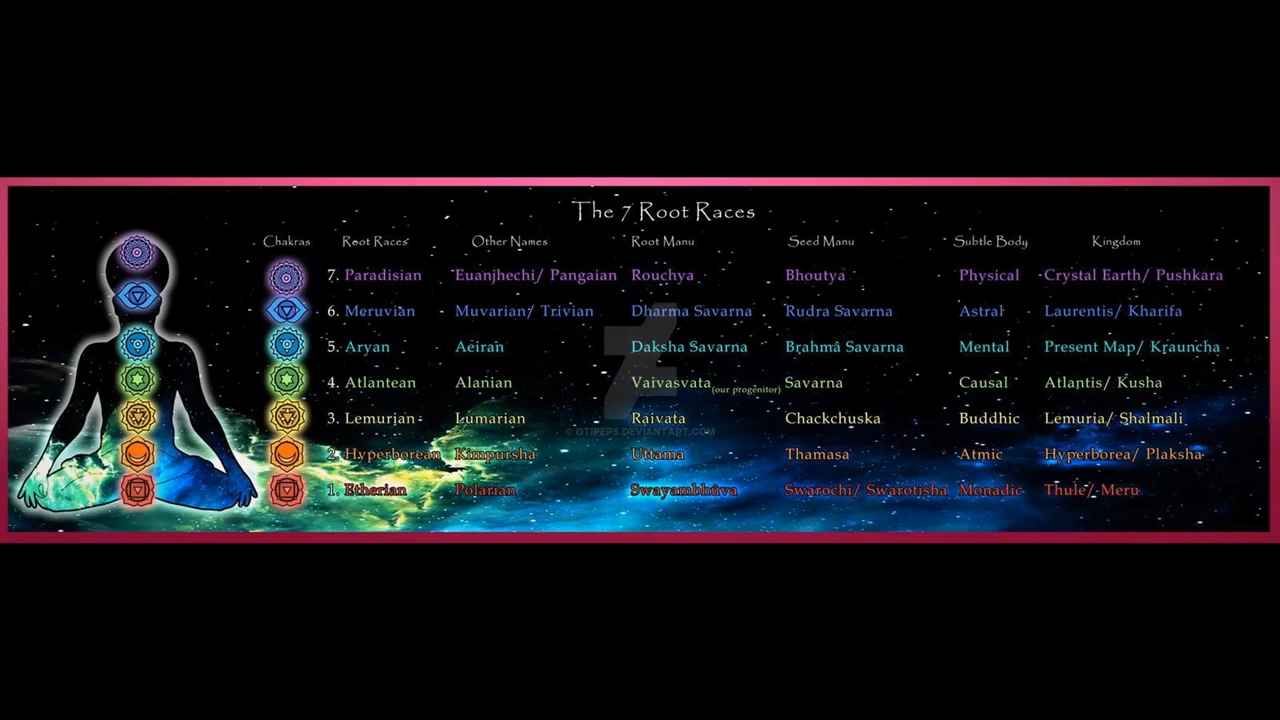 The 7 Root Races
Chakras Root Races Other Names Root Manu Seed Manu Subtle Body Kingdom
7. Paradisian Euanjhechi/ Pangaian Rouchya Bhoutya Physical Crystal Earth/ Pushkara
6. Meruvian Muvarian/ Trivian Dharma Savarna Rudra Savarna Astral Laurentis/ Kharifa
5. Aryan Aeiran Daksha Savarna Brahmâ Savarna Mental Present Map/ Krauncha
4. Atlantean Alanian Vaivasvata (our progenitor) Savarna Causal Atlantis/ Kusha
3. Lemurian Lumarian Raivata Chackchuska Buddhic Lemuria/ Shalmali
© OTIPEPS.DEVIANTART.COM
2. Hyperborean Kimpursha Uttama Thamasa Atmic Hyperborea/ Plaksha
1. Etherian Polarian Swayambhûva Swarochi/ Swarotisha Monadic Thule/ Meru